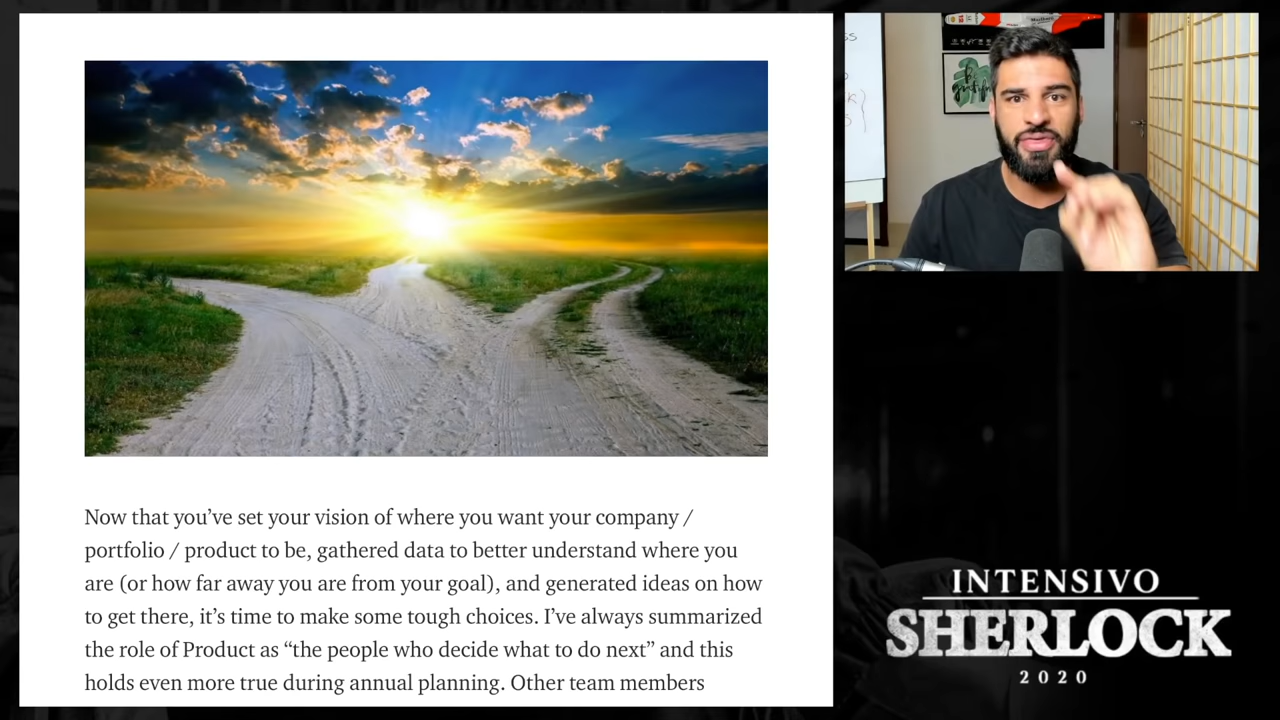 Now that you’ve set your vision of where you want your company /
portfolio / product to be, gathered data to better understand where you
are (or how far away you are from your goal), and generated ideas on how
to get there, it’s time to make some tough choices. I’ve always summarized
the role of Product as “the people who decide what to do next” and this
holds even more true during annual planning. Other team members
INTENSIVO
SHERLOCK
2020